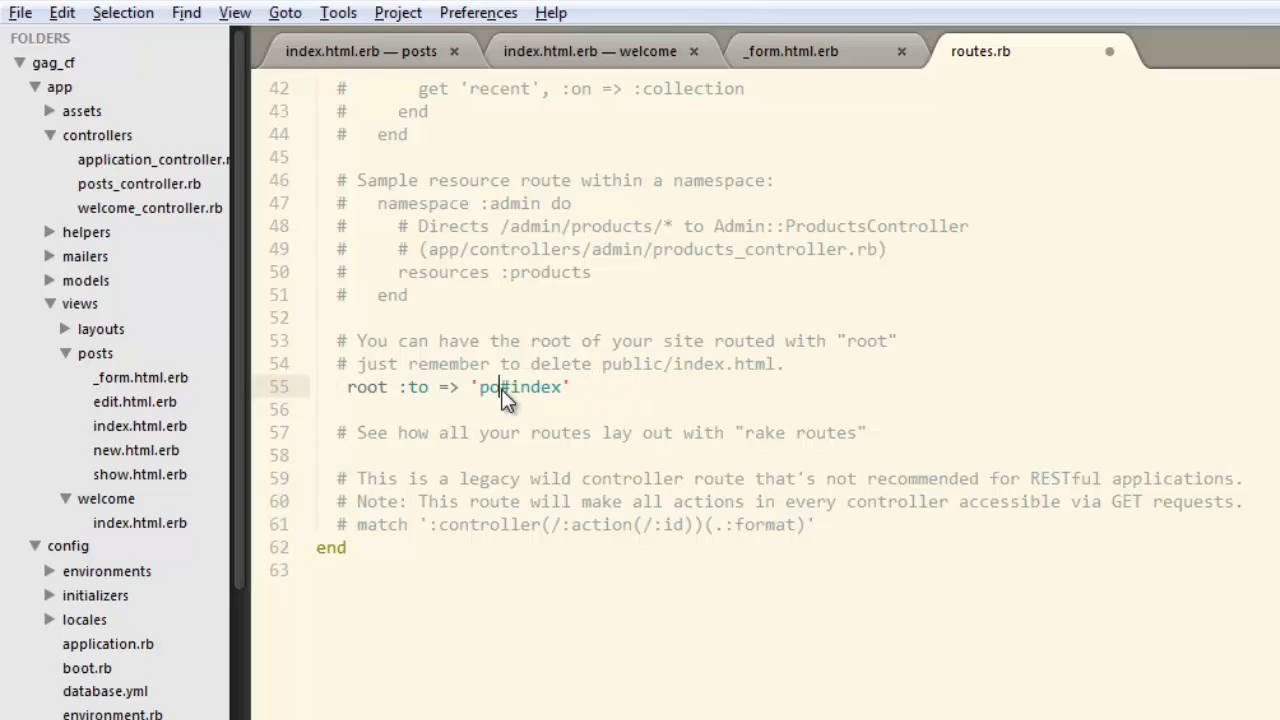 File Edit Selection Find View Goto Tools Project Preferences Help
FOLDERS
gag_cf
app
assets
controllers
application_controller.r
posts_controller.rb
welcome_controller.rb
helpers
mailers
models
views
layouts
posts
_form.html.erb
edit.html.erb
index.html.erb
new.html.erb
show.html.erb
welcome
index.html.erb
config
environments
initializers
locales
application.rb
boot.rb
database.yml
environment.rb
index.html.erb — posts × index.html.erb — welcome × _form.html.erb × routes.rb
42 # get 'recent', :on => :collection
43 # end
44 # end
45
46 # Sample resource route within a namespace:
47 # namespace :admin do
48 # # Directs /admin/products/* to Admin::ProductsController
49 # # (app/controllers/admin/products_controller.rb)
50 # resources :products
51 # end
52
53 # You can have the root of your site routed with "root"
54 # just remember to delete public/index.html.
55 root :to => 'po#index'
56
57 # See how all your routes lay out with "rake routes"
58
59 # This is a legacy wild controller route that's not recommended for RESTful applications.
60 # Note: This route will make all actions in every controller accessible via GET requests.
61 # match ':controller(/:action(/:id))(.:format)'
62 end
63